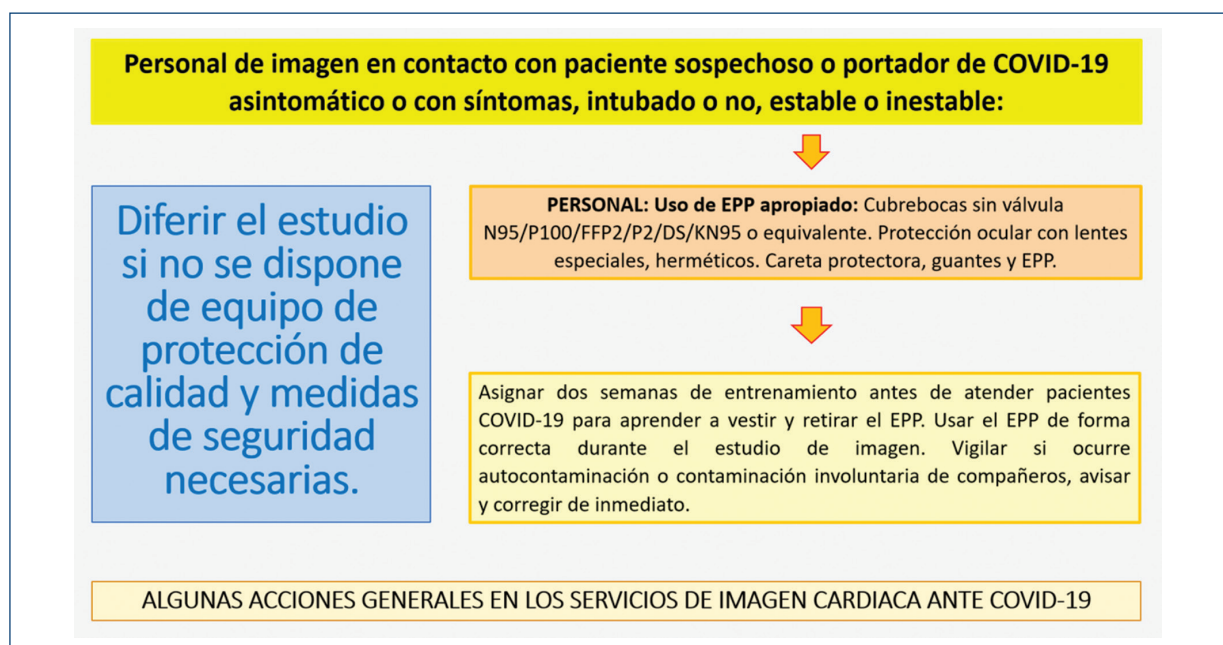 Personal de imagen en contacto con paciente sospechoso o portador de COVID-19
asintomático o con síntomas, intubado o no, estable o inestable:
Diferir el estudio
si no se dispone
de equipo de
protección de
calidad y medidas
de seguridad
necesarias.
PERSONAL: Uso de EPP apropiado: Cubrebocas sin válvula
N95/P100/FFP2/P2/DS/KN95 o equivalente. Protección ocular con lentes
especiales, herméticos. Careta protectora, guantes y EPP.
Asignar dos semanas de entrenamiento antes de atender pacientes
COVID-19 para aprender a vestir y retirar el EPP. Usar el EPP de forma
correcta durante el estudio de imagen. Vigilar si ocurre
autocontaminación o contaminación involuntaria de compañeros, avisar
y corregir de inmediato.
ALGUNAS ACCIONES GENERALES EN LOS SERVICIOS DE IMAGEN CARDIACA ANTE COVID-19